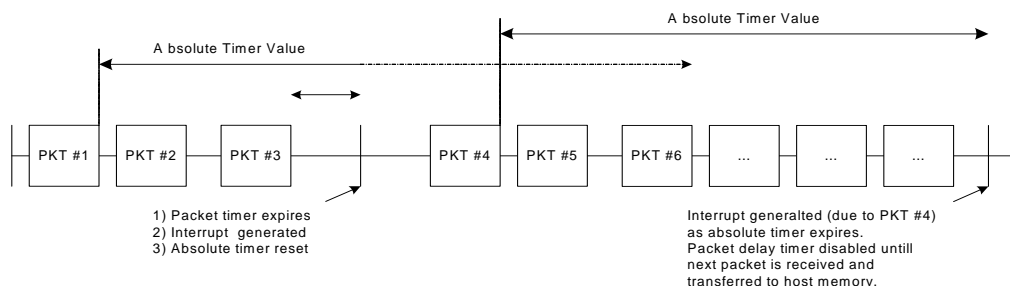 A bsolute Timer Value
A bsolute Timer Value
PKT #1
PKT #2
PKT #3
PKT #4
PKT #5
PKT #6
...
...
...
1) Packet timer expires
2) Interrupt generated
3) Absolute timer reset
Interrupt generalted (due to PKT #4)
as absolute timer expires.
Packet delay timer disabled untill
next packet is received and
transferred to host memory.